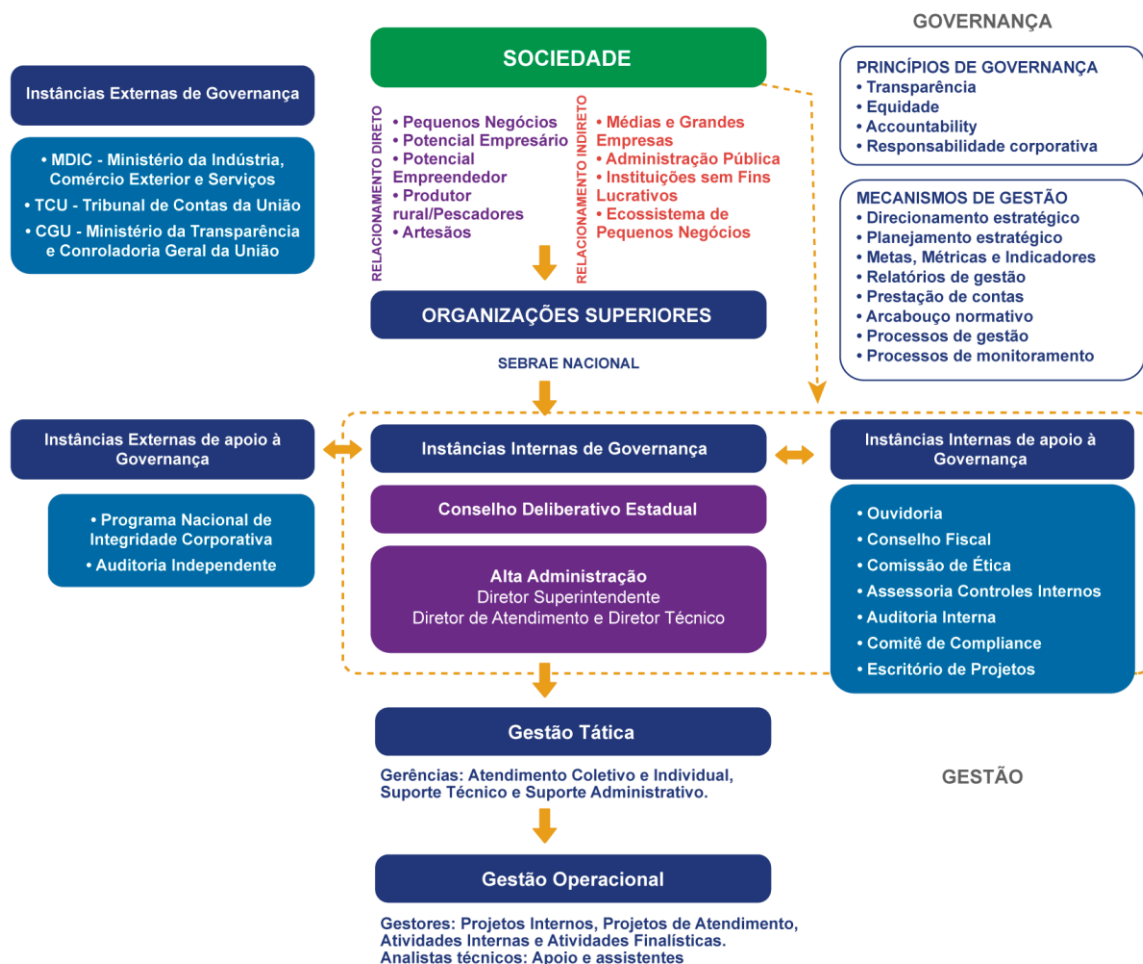 GOVERNANÇA
SOCIEDADE
Instâncias Externas de Governança
• MDIC - Ministério da Indústria,
Comércio Exterior e Serviços
• TCU - Tribunal de Contas da União
• CGU - Ministério da Transparência
e Conroladoria Geral da União
RELACIONAMENTO DIRETO
• Pequenos Negócios
• Potencial Empresário
• Potencial
Empreendedor
• Produtor
rural/Pescadores
• Artesãos
RELACIONAMENTO INDIRETO
• Médias e Grandes
Empresas
• Administração Pública
• Instituições sem Fins
Lucrativos
• Ecossistema de
Pequenos Negócios
PRINCÍPIOS DE GOVERNANÇA
• Transparência
• Equidade
• Accountability
• Responsabilidade corporativa
MECANISMOS DE GESTÃO
• Direcionamento estratégico
• Planejamento estratégico
• Metas, Métricas e Indicadores
• Relatórios de gestão
• Prestação de contas
• Arcabouço normativo
• Processos de gestão
• Processos de monitoramento
ORGANIZAÇÕES SUPERIORES
SEBRAE NACIONAL
Instâncias Externas de apoio à
Governança
• Programa Nacional de
Integridade Corporativa
• Auditoria Independente
Instâncias Internas de Governança
Conselho Deliberativo Estadual
Alta Administração
Diretor Superintendente
Diretor de Atendimento e Diretor Técnico
Instâncias Internas de apoio à
Governança
• Ouvidoria
• Conselho Fiscal
• Comissão de Ética
• Assessoria Controles Internos
• Auditoria Interna
• Comitê de Compliance
• Escritório de Projetos
Gestão Tática
Gerências: Atendimento Coletivo e Individual,
Suporte Técnico e Suporte Administrativo.
GESTÃO
Gestão Operacional
Gestores: Projetos Internos, Projetos de Atendimento,
Atividades Internas e Atividades Finalísticas.
Analistas técnicos: Apoio e assistentes